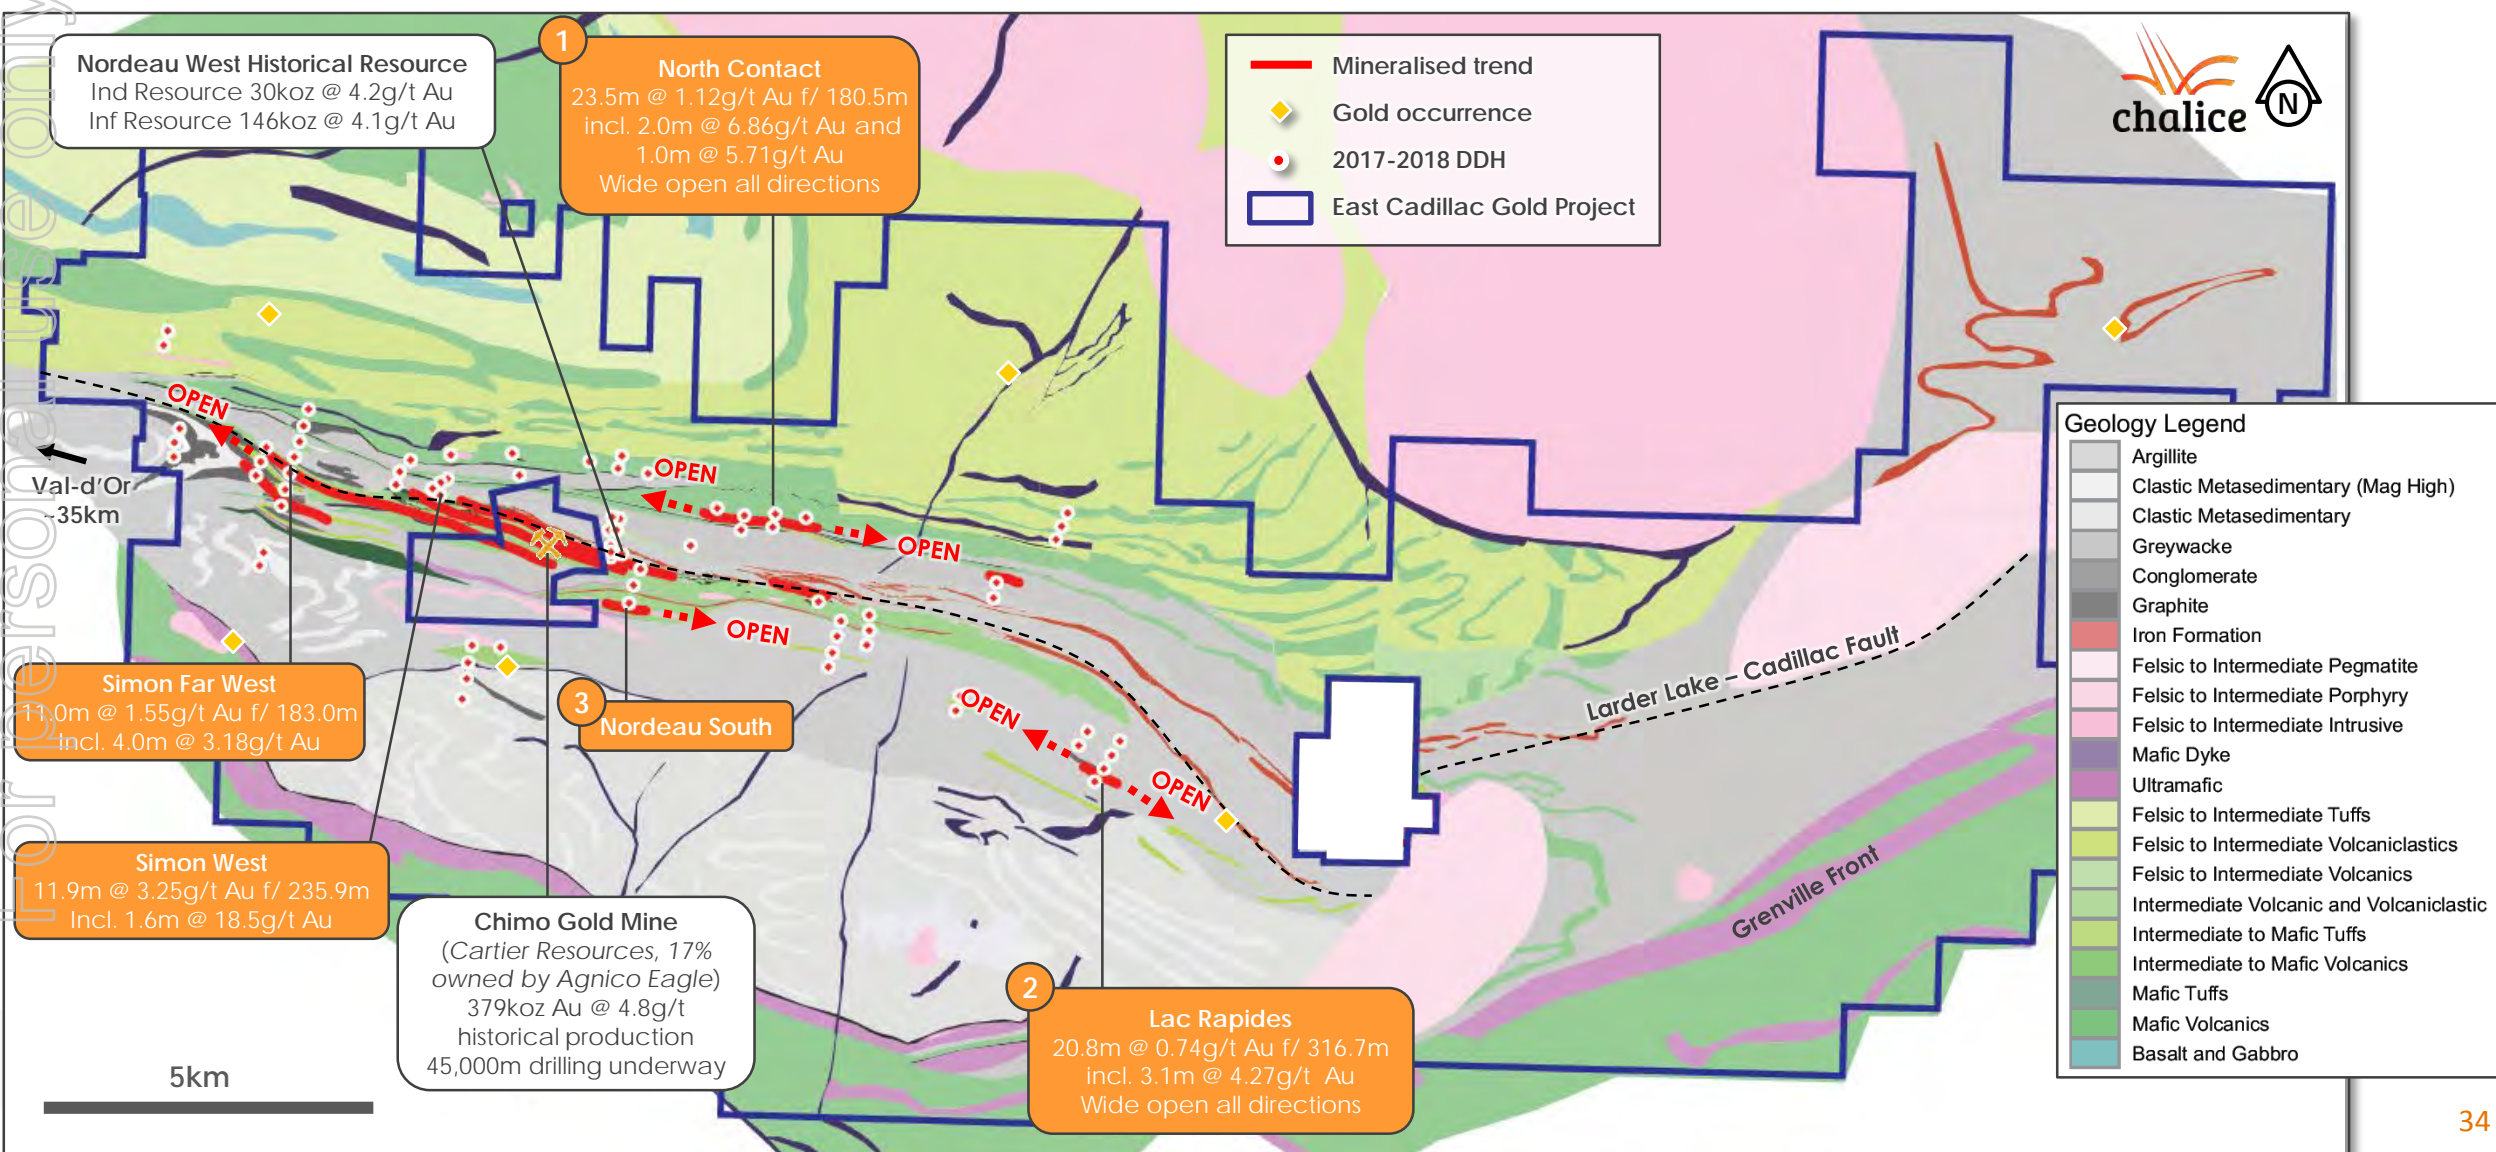 For personal use only
Nordeau West Historical Resource
Ind Resource 30koz @ 4.2g/t Au
Inf Resource 146koz @ 4.1g/t Au
1
North Contact
23.5m @ 1.12g/t Au f/ 180.5m
incl. 2.0m @ 6.86g/t Au and
1.0m @ 5.71g/t Au
Wide open all directions
Mineralised trend
Gold occurrence
2017-2018 DDH
East Cadillac Gold Project
chalice
N
OPEN
OPEN
OPEN
OPEN
OPEN
OPEN
Val-d'Or
~35km
Larder Lake – Cadillac Fault
Grenville Front
Simon Far West
11.0m @ 1.55g/t Au f/ 183.0m
Incl. 4.0m @ 3.18g/t Au
3
Nordeau South
Simon West
11.9m @ 3.25g/t Au f/ 235.9m
Incl. 1.6m @ 18.5g/t Au
Chimo Gold Mine
(Cartier Resources, 17%
owned by Agnico Eagle)
379koz Au @ 4.8g/t
historical production
45,000m drilling underway
2
Lac Rapides
20.8m @ 0.74g/t Au f/ 316.7m
incl. 3.1m @ 4.27g/t Au
Wide open all directions
5km
Geology Legend
Argillite
Clastic Metasedimentary (Mag High)
Clastic Metasedimentary
Greywacke
Conglomerate
Graphite
Iron Formation
Felsic to Intermediate Pegmatite
Felsic to Intermediate Porphyry
Felsic to Intermediate Intrusive
Mafic Dyke
Ultramafic
Felsic to Intermediate Tuffs
Felsic to Intermediate Volcaniclastics
Felsic to Intermediate Volcanics
Intermediate Volcanic and Volcaniclastic
Intermediate to Mafic Tuffs
Intermediate to Mafic Volcanics
Mafic Tuffs
Mafic Volcanics
Basalt and Gabbro
34